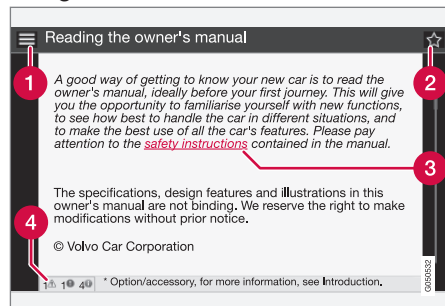 Reading the owner's manual
1
2
A good way of getting to know your new car is to read the
owner's manual, ideally before your first journey. This will give
you the opportunity to familiarise yourself with new functions,
to see how best to handle the car in different situations, and
to make the best use of all the car's features. Please pay
attention to the safety instructions contained in the manual.
3
The specifications, design features and illustrations in this
owner's manual are not binding. We reserve the right to make
modifications without prior notice.
4
© Volvo Car Corporation
1 1 4 * Option/accessory, for more information, see Introduction.
G050532